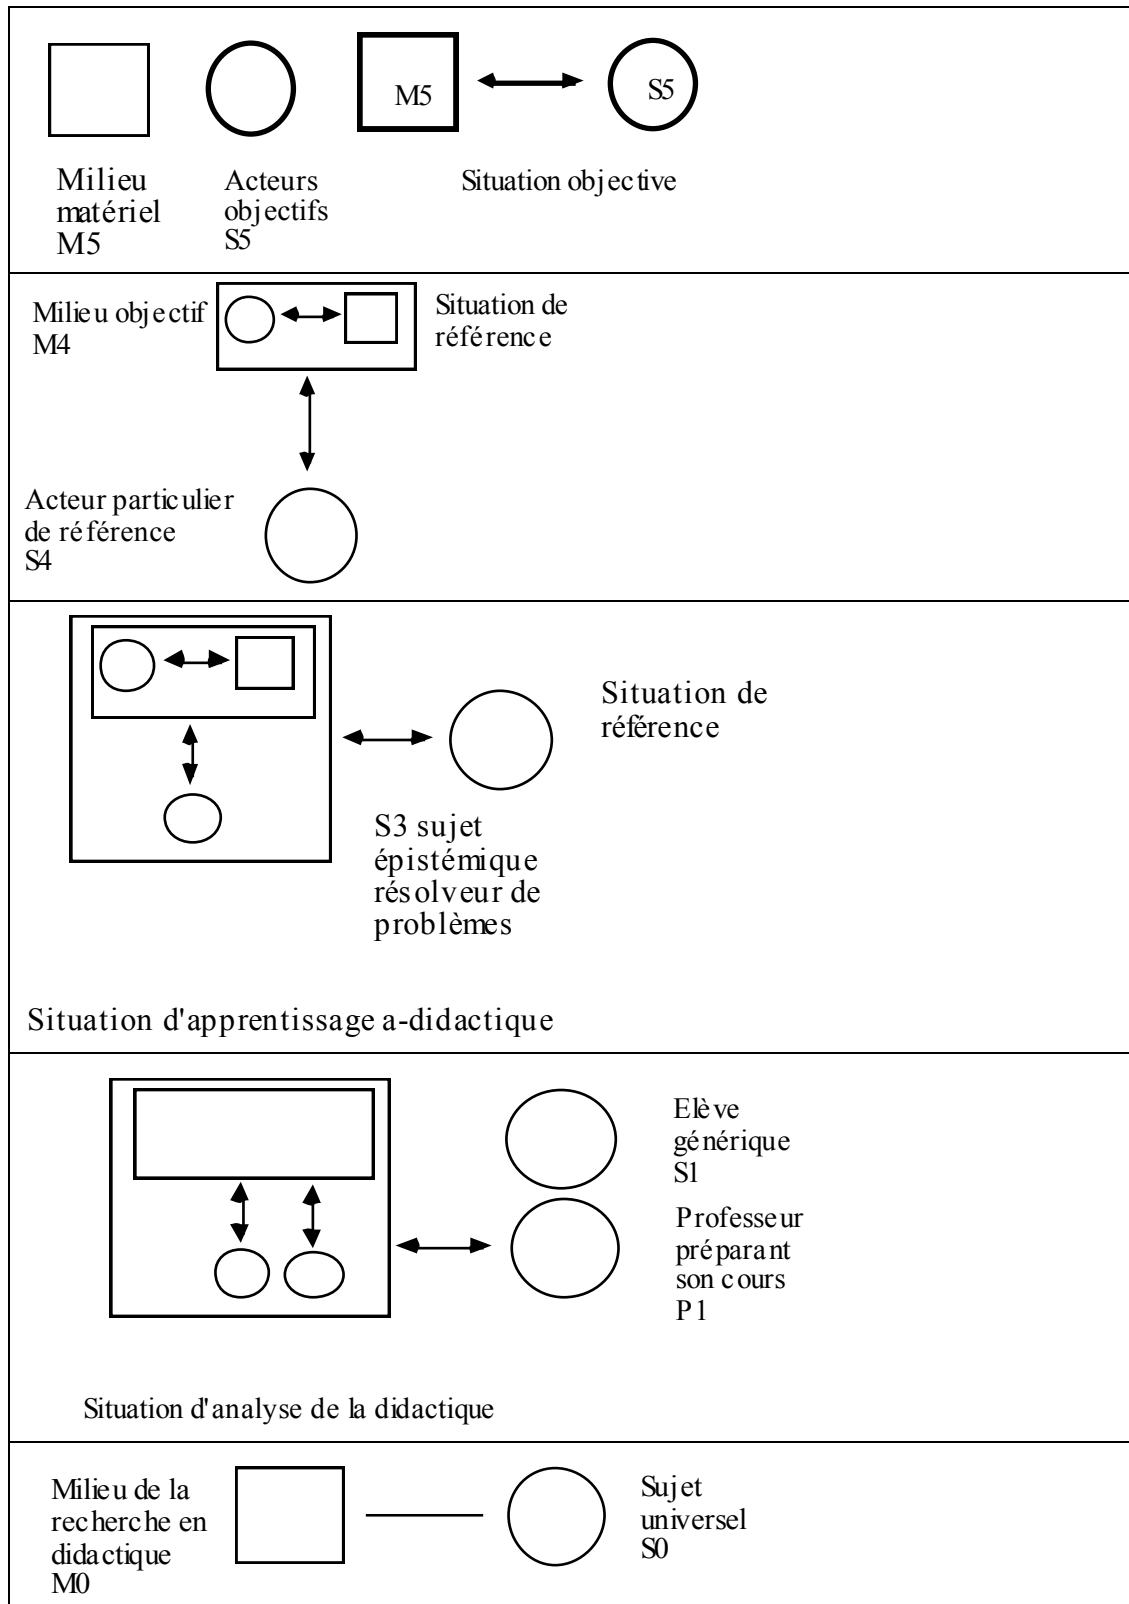 M5
S5
Milieu
matériel
M5
Acteurs
objectifs
S5
Situation objective
Milieu objectif
M4
Situation de
référence
Acteur particulier
de référence
S4
Situation de
référence
S3 sujet
épistémique
résolveur de
problèmes
Situation d'apprentissage a-didactique
Elève
générique
S1
Professeur
préparant
son cours
P1
Situation d'analyse de la didactique
Milieu de la
recherche en
didactique
M0
Sujet
universel
S0